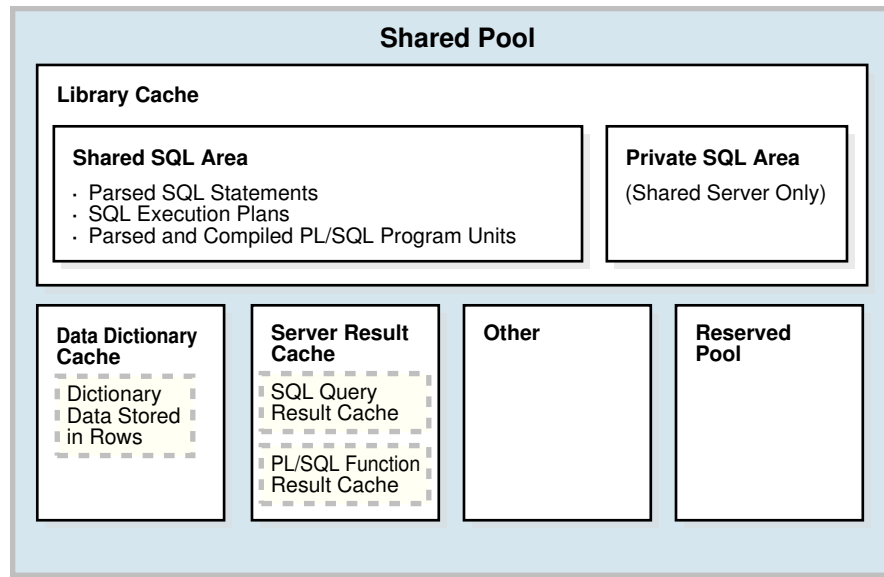 Shared Pool
Library Cache
Shared SQL Area
· Parsed SQL Statements
· SQL Execution Plans
· Parsed and Compiled PL/SQL Program Units
Private SQL Area
(Shared Server Only)
Data Dictionary
Cache
Dictionary
Data Stored
in Rows
Server Result
Cache
SQL Query
Result Cache
PL/SQL Function
Result Cache
Other
Reserved
Pool